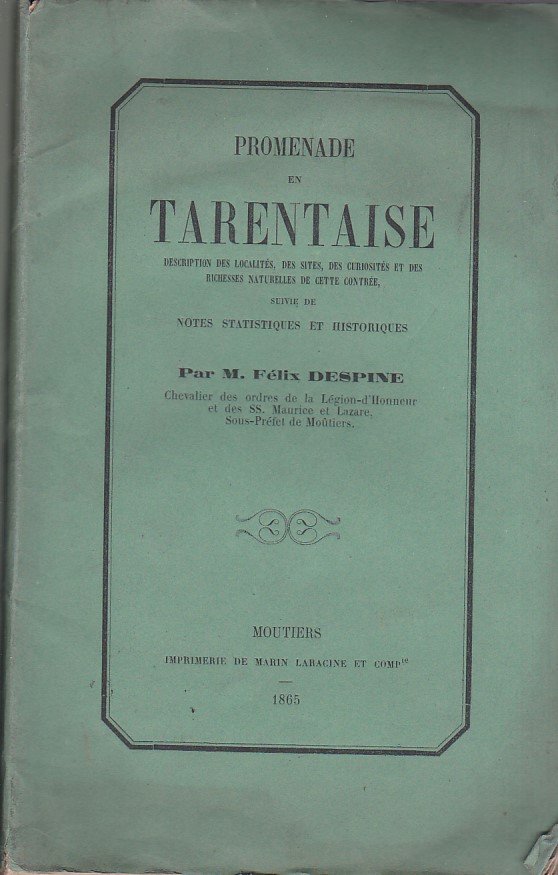 PROMENADE
EN
TARENTAISE
DESCRIPTION DES LOCALITÉS, DES SITES, DES CURIOSITÉS ET DES
RICHESSES NATURELLES DE CETTE CONTRÉE,
SUIVIE DE
NOTES STATISTIQUES ET HISTORIQUES
Par M. Félix DESPINE
Chevalier des ordres de la Légion-d'Honneur
et des SS. Maurice et Lazare,
Sous-Préfet de Moûtiers.
MOUTIERS
IMPRIMERIE DE MARIN LARACINE ET COMPie
1865